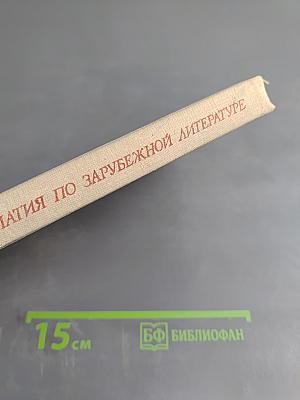 МАТИЯ ПО ЗАРУБЕЖНОЙ ЛИТЕРАТУРЕ
15 см
БФ БИБЛИОФАН